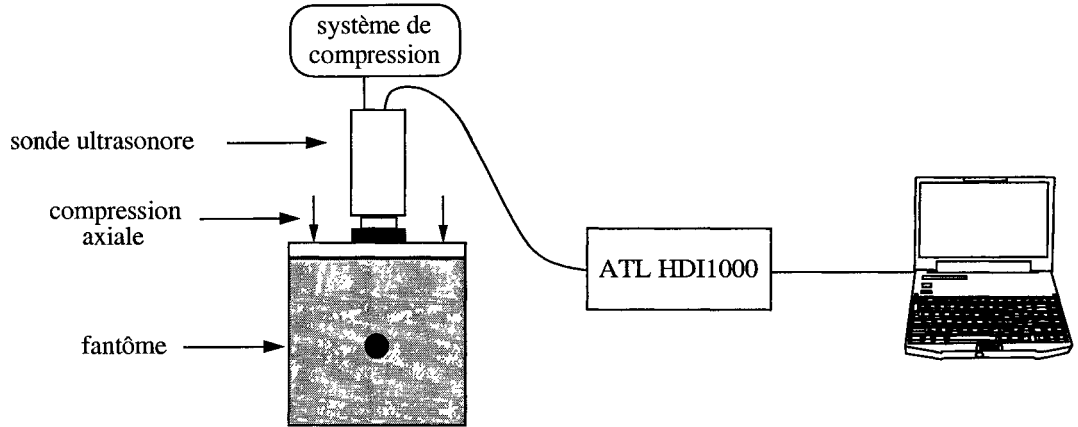 système de
compression
sonde ultrasonore
compression
axiale
ATL HDI1000
fantôme